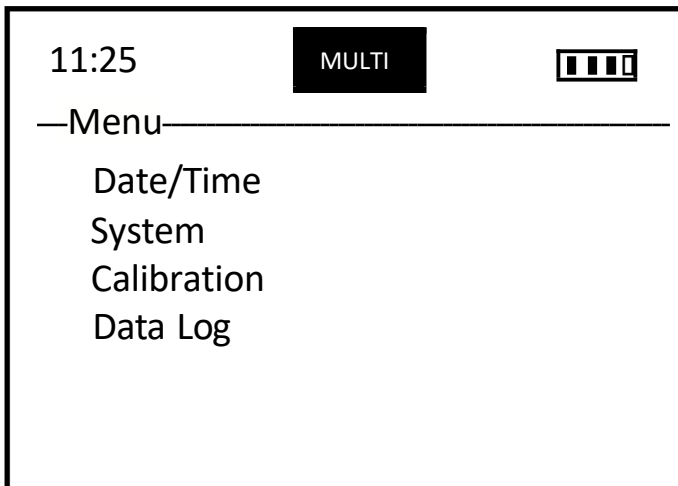 11:25 MULTI
Menu
Date/Time
System
Calibration
Data Log